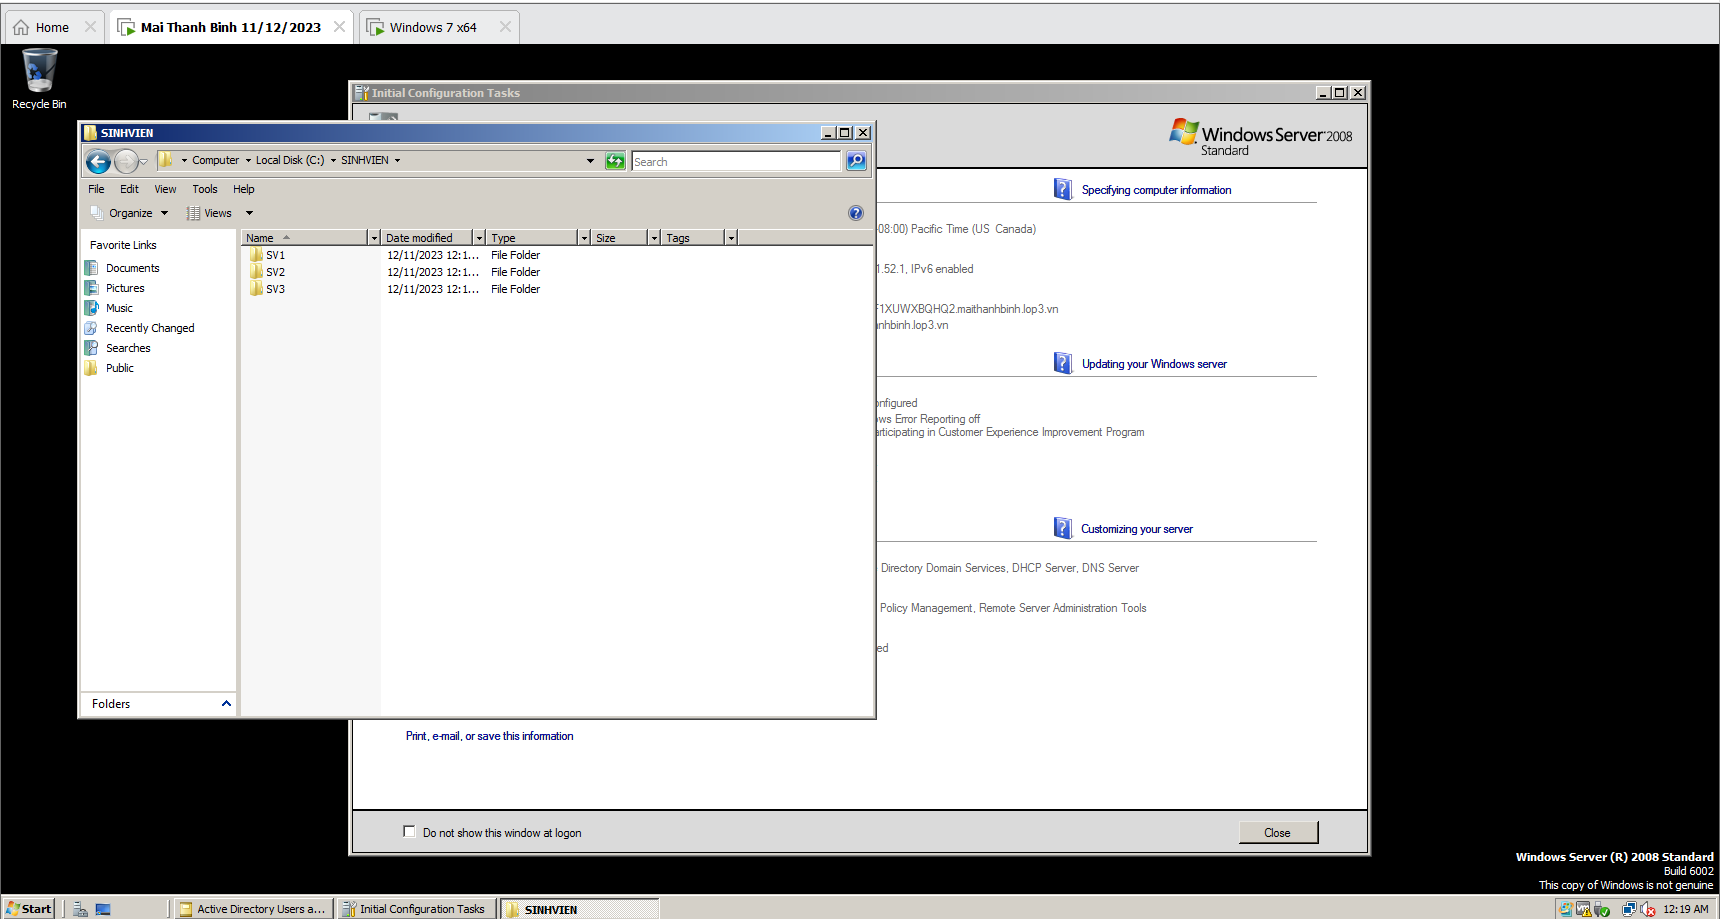 Home
Mai Thanh Binh 11/12/2023
Windows 7 x64
Recycle Bin
Initial Configuration Tasks
Windows Server 2008
Standard
SINHVIEN
Computer
Local Disk (C:)
SINHVIEN
Search
File Edit View Tools Help
Organize
Views
Favorite Links
Documents
Pictures
Music
Recently Changed
Searches
Public
Folders
Name Date modified Type Size Tags
SV1 12/11/2023 12:1... File Folder
SV2 12/11/2023 12:1... File Folder
SV3 12/11/2023 12:1... File Folder
Specifying computer information
-08:00) Pacific Time (US Canada)
1.52.1, IPv6 enabled
F1XUWXBQHQ2.maithanhbinh.lop3.vn
anhbinh.lop3.vn
Updating your Windows server
onfigured
ows Error Reporting off
articipating in Customer Experience Improvement Program
Customizing your server
Directory Domain Services, DHCP Server, DNS Server
Policy Management, Remote Server Administration Tools
ed
Print, e-mail, or save this information
Do not show this window at logon
Close
Windows Server (R) 2008 Standard
Build 6002
This copy of Windows is not genuine
Start
Active Directory Users a...
Initial Configuration Tasks
SINHVIEN
12:19 AM